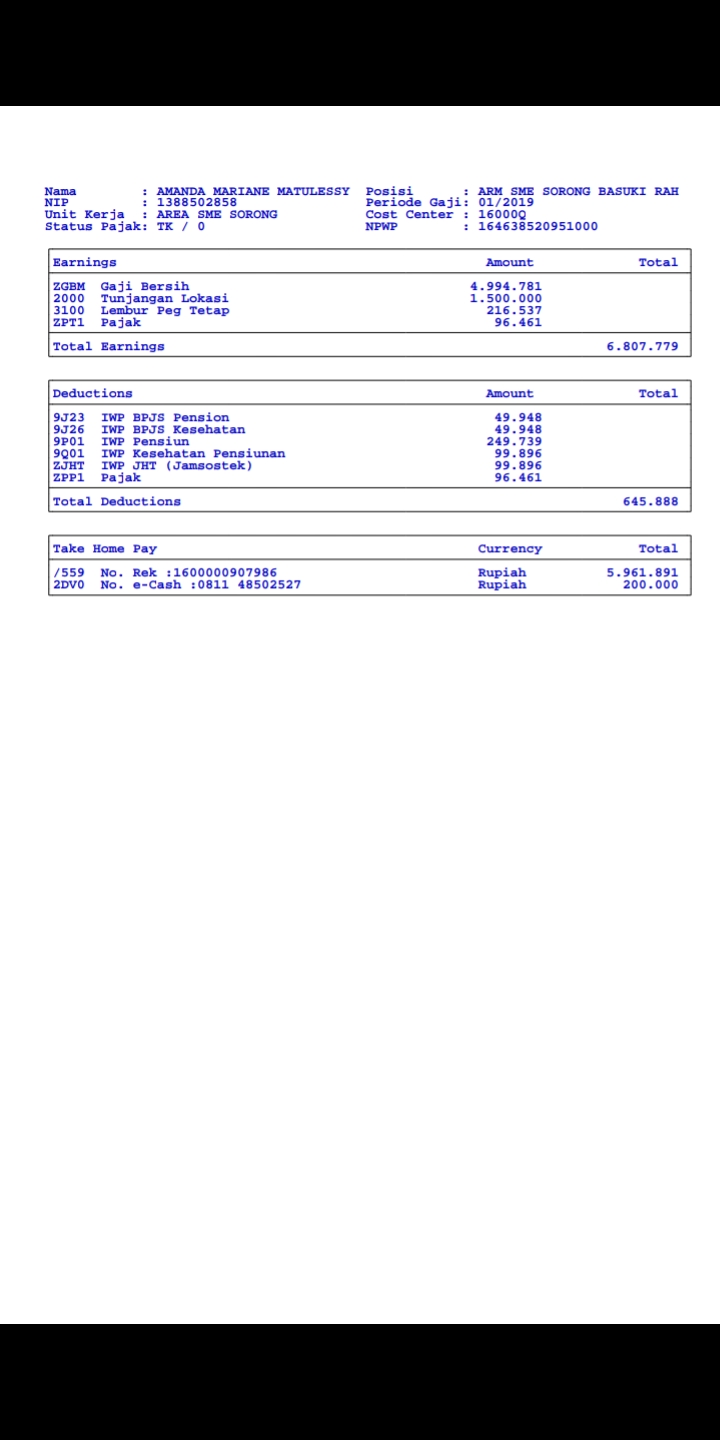 Nama : AMANDA MARIANE MATULESSY Posisi : ARM SME SORONG BASUKI RAH
NIP : 1388502858 Periode Gaji: 01/2019
Unit Kerja : AREA SME SORONG Cost Center : 16000Q
Status Pajak: TK / 0 NPWP : 164638520951000
Earnings Amount Total
ZGBM Gaji Bersih 4.994.781
2000 Tunjangan Lokasi 1.500.000
3100 Lembur Peg Tetap 216.537
ZPT1 Pajak 96.461
Total Earnings 6.807.779
Deductions Amount Total
9J23 IWP BPJS Pension 49.948
9J26 IWP BPJS Kesehatan 49.948
9P01 IWP Pensiun 249.739
9Q01 IWP Kesehatan Pensiunan 99.896
ZJHT IWP JHT (Jamsostek) 99.896
ZPP1 Pajak 96.461
Total Deductions 645.888
Take Home Pay Currency Total
/559 No. Rek :1600000907986 Rupiah 5.961.891
2DV0 No. e-Cash :0811 48502527 Rupiah 200.000